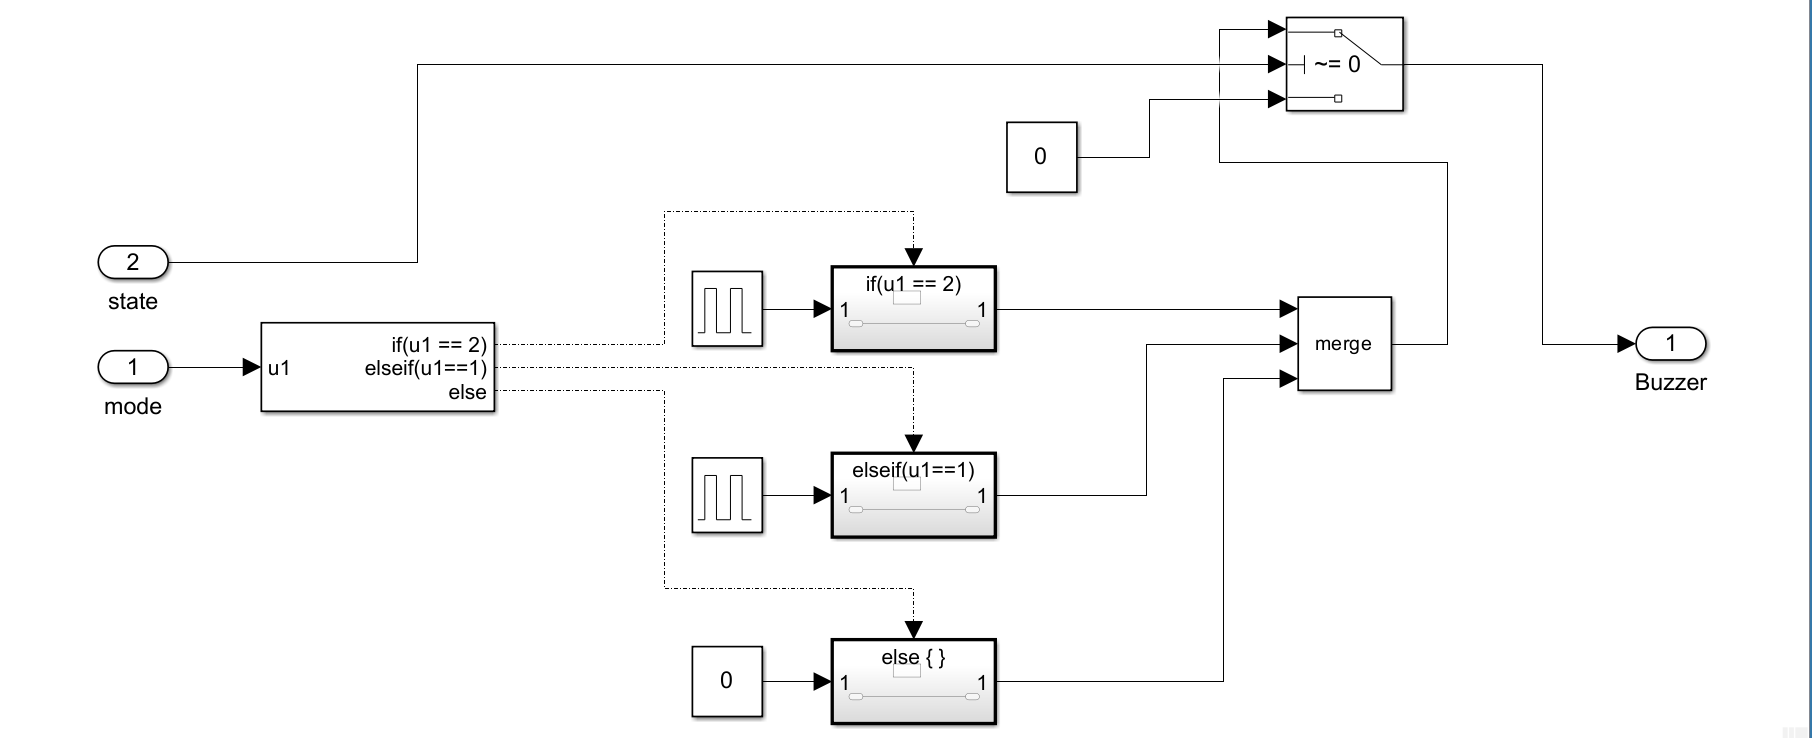 ~= 0
0
2
state
if(u1 == 2)
1 1
if(u1 == 2)
u1 elseif(u1==1)
else
merge
1
Buzzer
1
mode
elseif(u1==1)
1 1
else { }
0
1 1